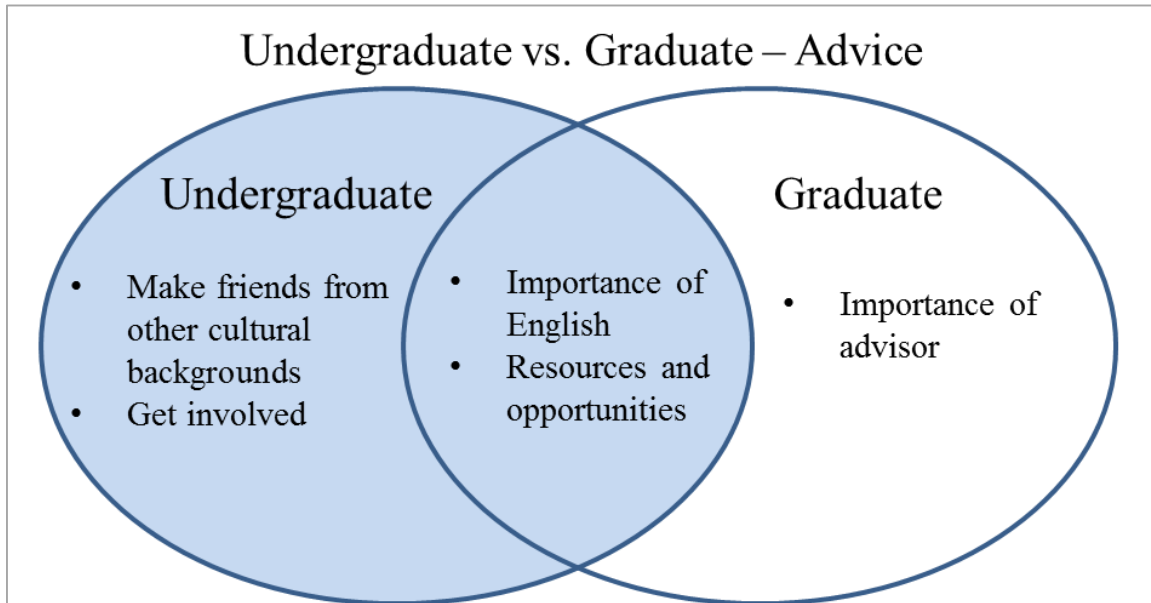 Undergraduate vs. Graduate – Advice
Undergraduate
• Make friends from
other cultural
backgrounds
• Get involved
• Importance of
English
• Resources and
opportunities
Graduate
• Importance of
advisor